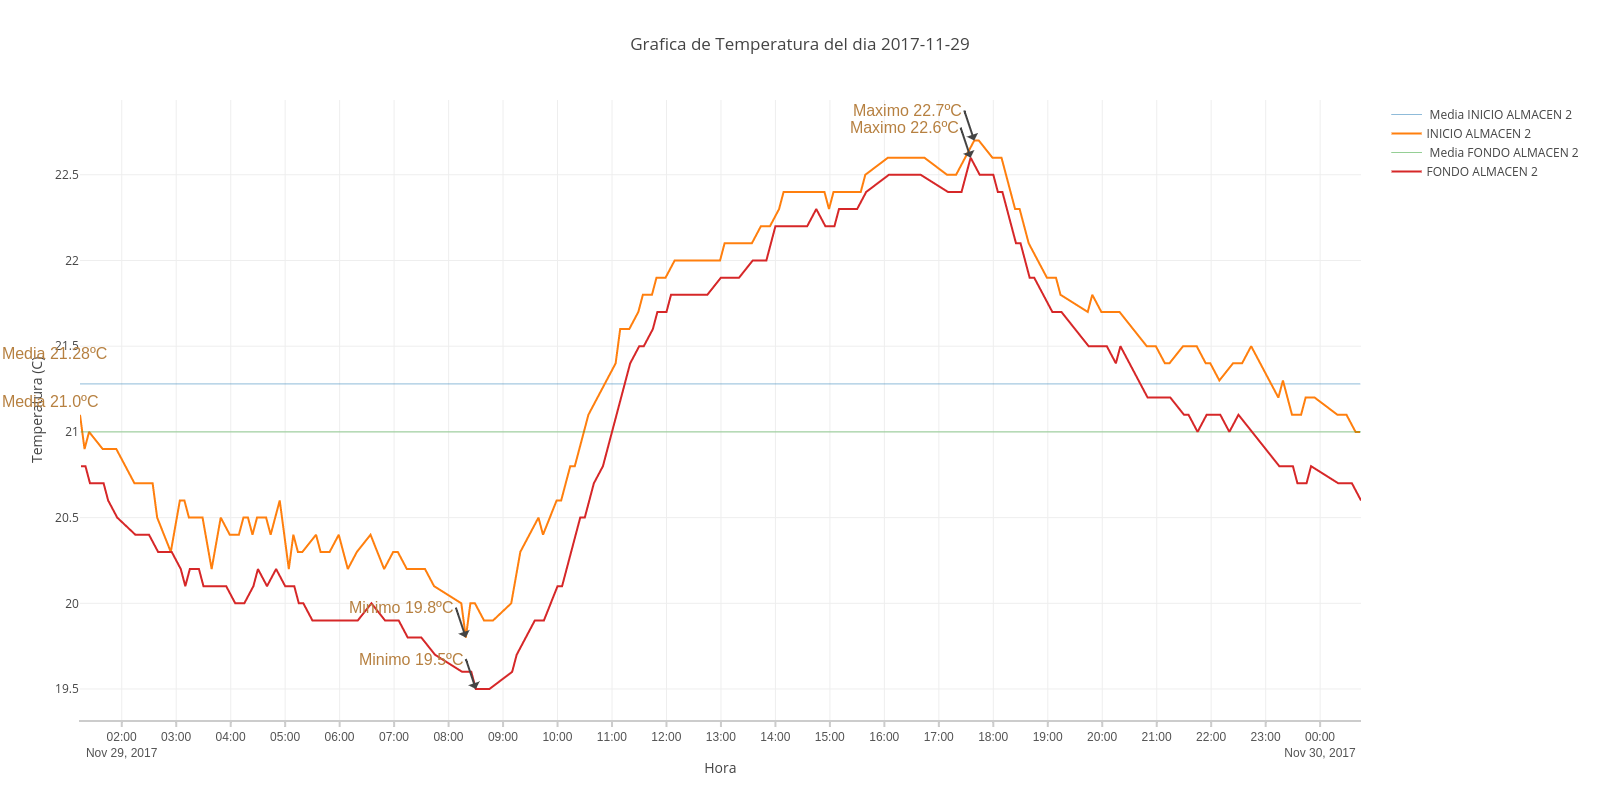 Grafica de Temperatura del dia 2017-11-29
Maximo 22.7ºC
Maximo 22.6ºC
Media INICIO ALMACEN 2
INICIO ALMACEN 2
Media FONDO ALMACEN 2
FONDO ALMACEN 2
22.5
22
21.5
Media 21.28ºC
Temperatura (C)
Media 21.0ºC
21
20.5
20
Minimo 19.8ºC
Minimo 19.5ºC
19.5
02:00 03:00 04:00 05:00 06:00 07:00 08:00 09:00 10:00 11:00 12:00 13:00 14:00 15:00 16:00 17:00 18:00 19:00 20:00 21:00 22:00 23:00 00:00
Nov 29, 2017 Nov 30, 2017
Hora